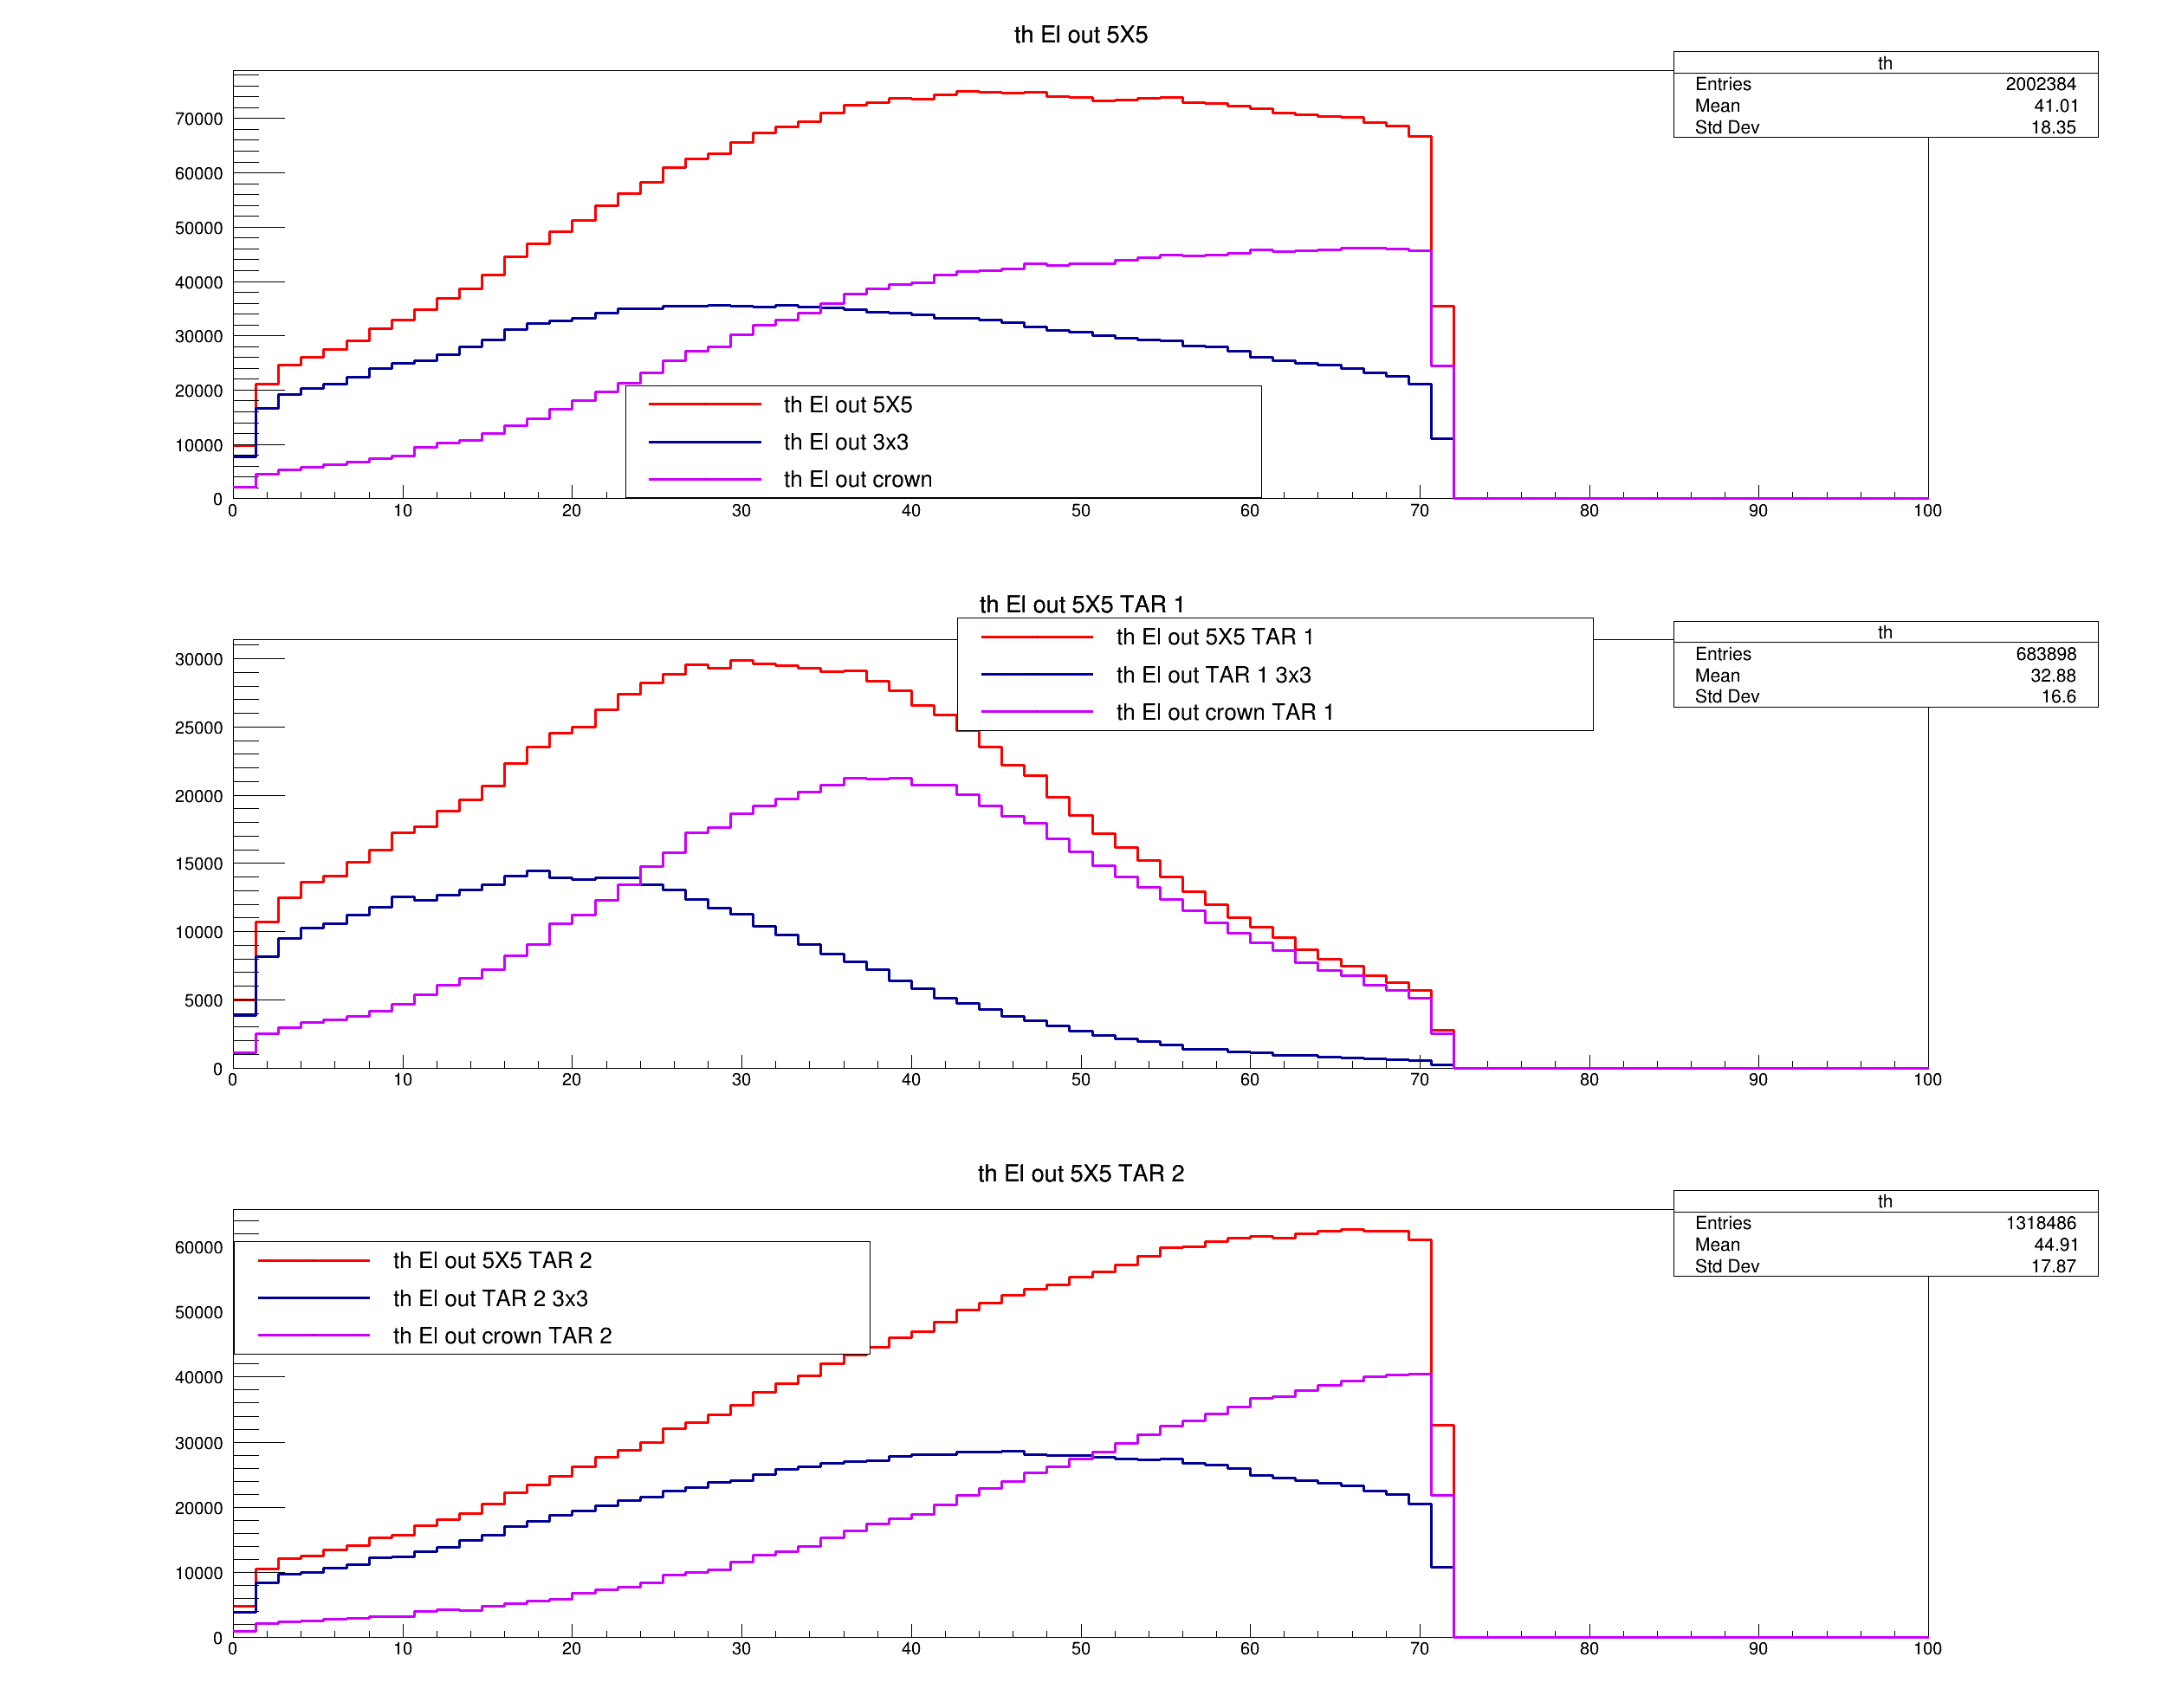 th El out 5X5
th
Entries 2002384
Mean 41.01
Std Dev 18.35
70000
60000
50000
40000
30000
20000
10000
0
th El out 5X5
th El out 3x3
th El out crown
0 10 20 30 40 50 60 70 80 90 100
th El out 5X5 TAR 1
th El out 5X5 TAR 1
th El out TAR 1 3x3
th El out crown TAR 1
th
Entries 683898
Mean 32.88
Std Dev 16.6
30000
25000
20000
15000
10000
5000
0
0 10 20 30 40 50 60 70 80 90 100
th El out 5X5 TAR 2
th
Entries 1318486
Mean 44.91
Std Dev 17.87
th El out 5X5 TAR 2
th El out TAR 2 3x3
th El out crown TAR 2
60000
50000
40000
30000
20000
10000
0
0 10 20 30 40 50 60 70 80 90 100